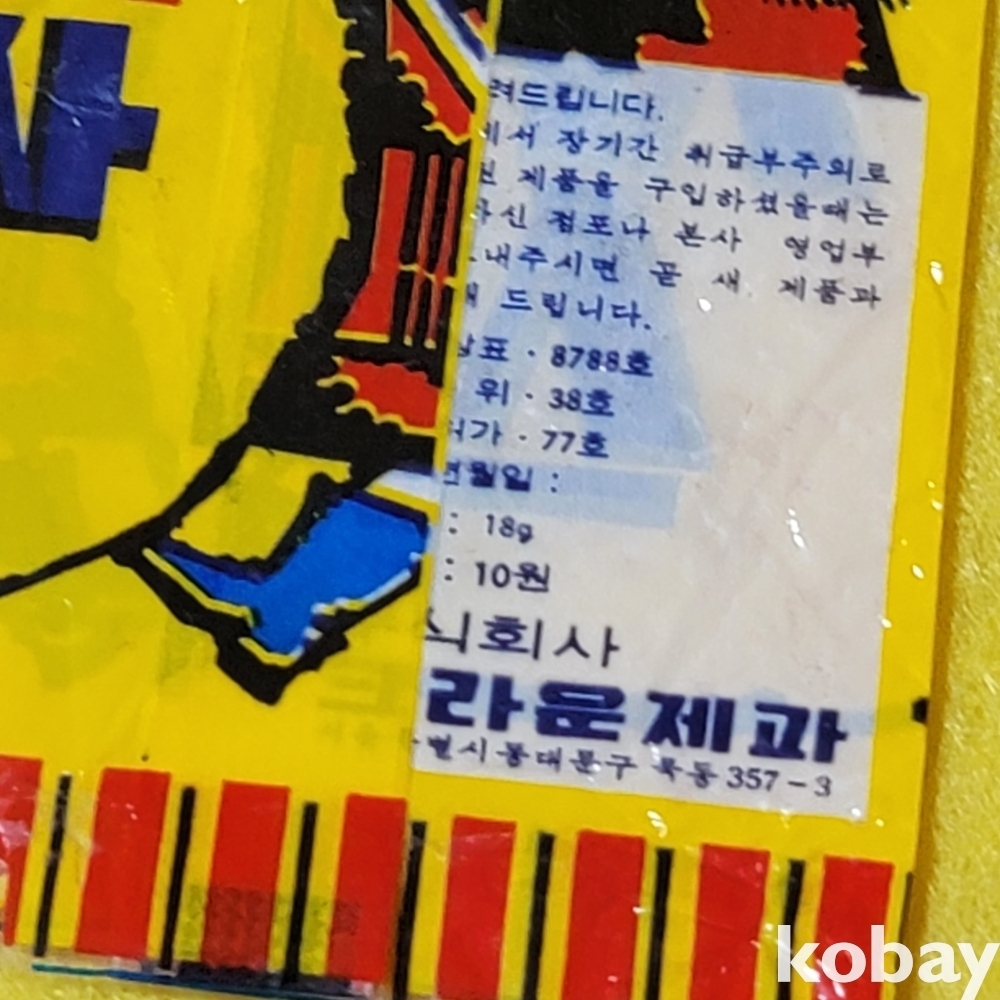 자
려드립니다.
에서 장기간 취급부주의로
된 제품을 구입하셨을때는
하신 점포나 본사 영업부
내주시면 곧 새 제품과
해 드립니다.
상표 · 8788호
위 · 38호
허가 · 77호
년월일 :
: 18g
: 10원
식회사
라운제과
별시동대문구 묵동 357-3
kobay